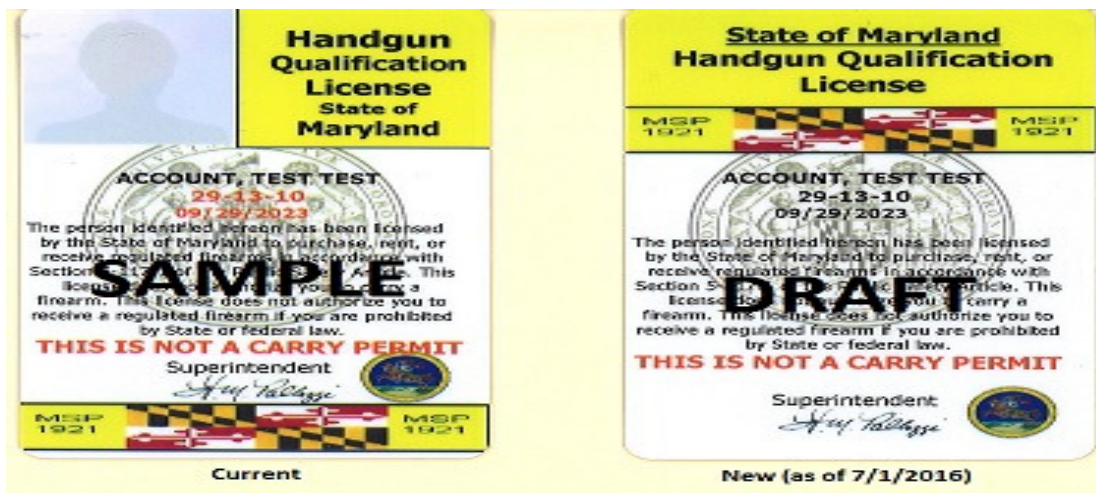 Handgun
Qualification
License
State of
Maryland
ACCOUNT, TEST TEST
29-13-10
09/29/2023
The person identified hereon has been licensed
by the State of Maryland to purchase, rent, or
receive regulated firearms in accordance with
Section
This
a
firearm. This license does not authorize you to
receive a regulated firearm if you are prohibited
by State or federal law.
SAMPLE
THIS IS NOT A CARRY PERMIT
Superintendent
MSP
1921
MSP
1921
Current
State of Maryland
Handgun Qualification
License
MSP
1921
MSP
1921
ACCOUNT, TEST TEST
29-13-10
09/29/2023
The person identified hereon has been licensed
by the State of Maryland to purchase, rent, or
receive regulated firearms in accordance with
Section This
carry a
firearm. This license does not authorize you to
receive a regulated firearm if you are prohibited
by State or federal law.
DRAFT
THIS IS NOT A CARRY PERMIT
Superintendent
New (as of 7/1/2016)